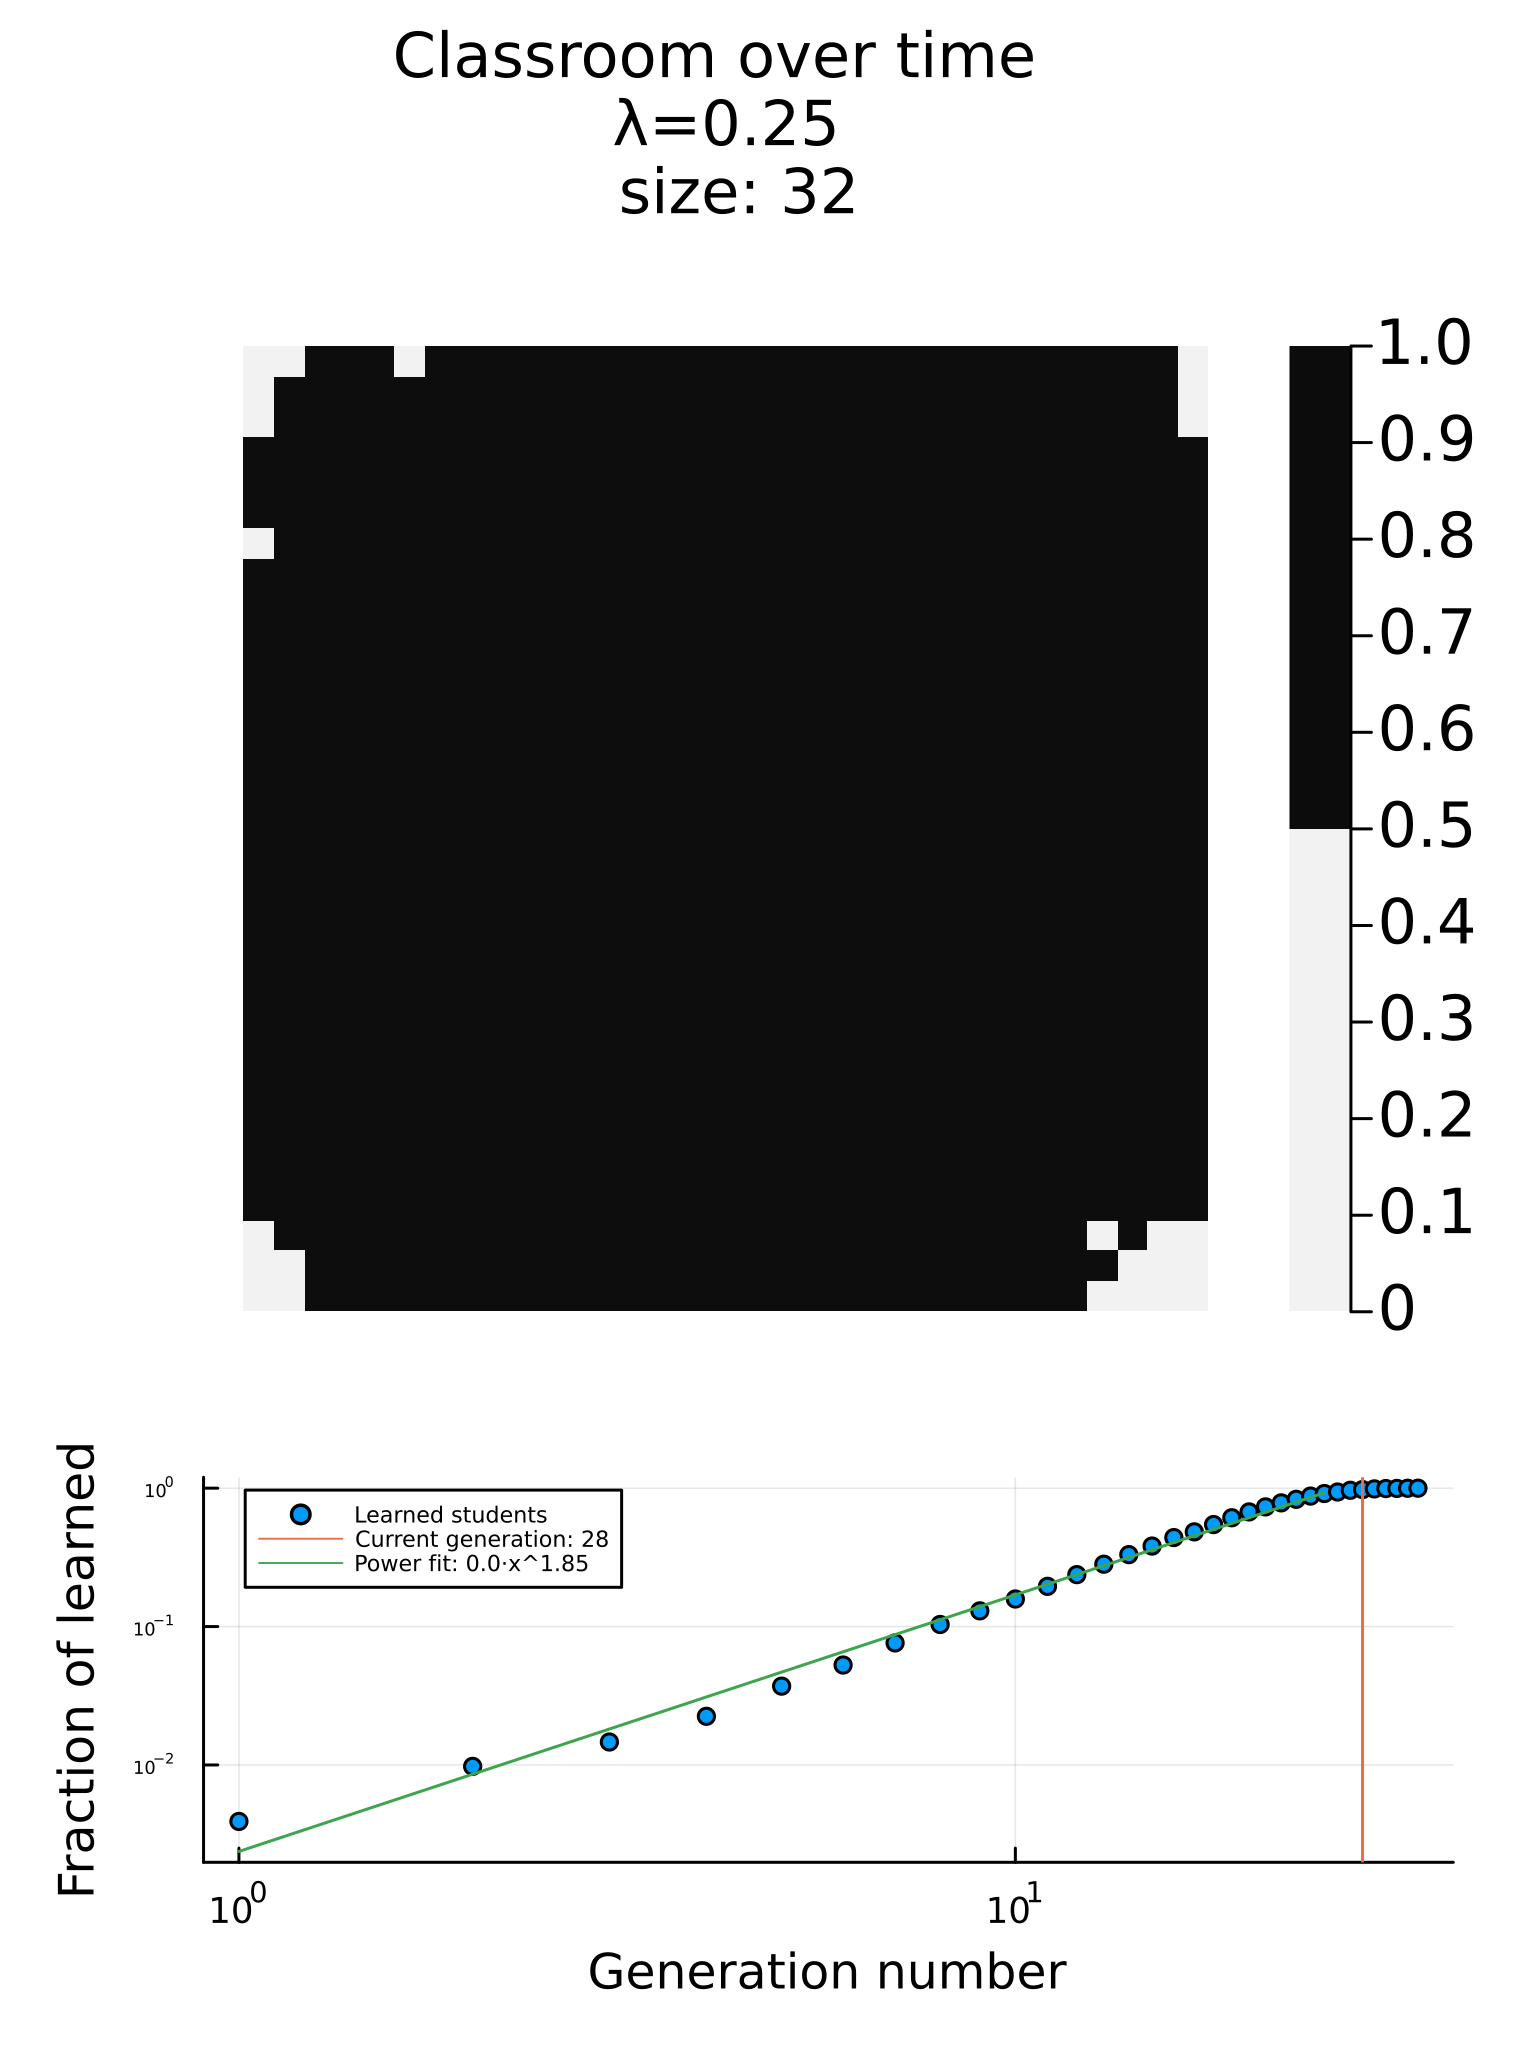 Classroom over time
λ=0.25
size: 32
1.0
0.9
0.8
0.7
0.6
0.5
0.4
0.3
0.2
0.1
0
Fraction of learned
10⁰
10⁻¹
10⁻²
Learned students
Current generation: 28
Power fit: 0.0·x^1.85
10⁰ 10¹
Generation number